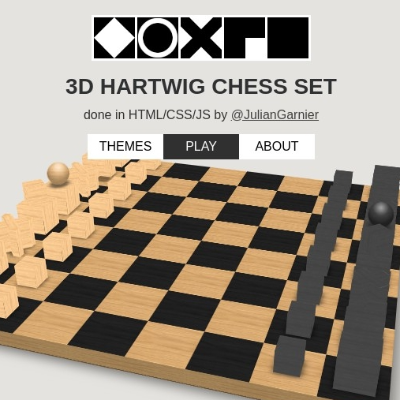 3D HARTWIG CHESS SET
done in HTML/CSS/JS by @JulianGarnier
THEMES PLAY ABOUT